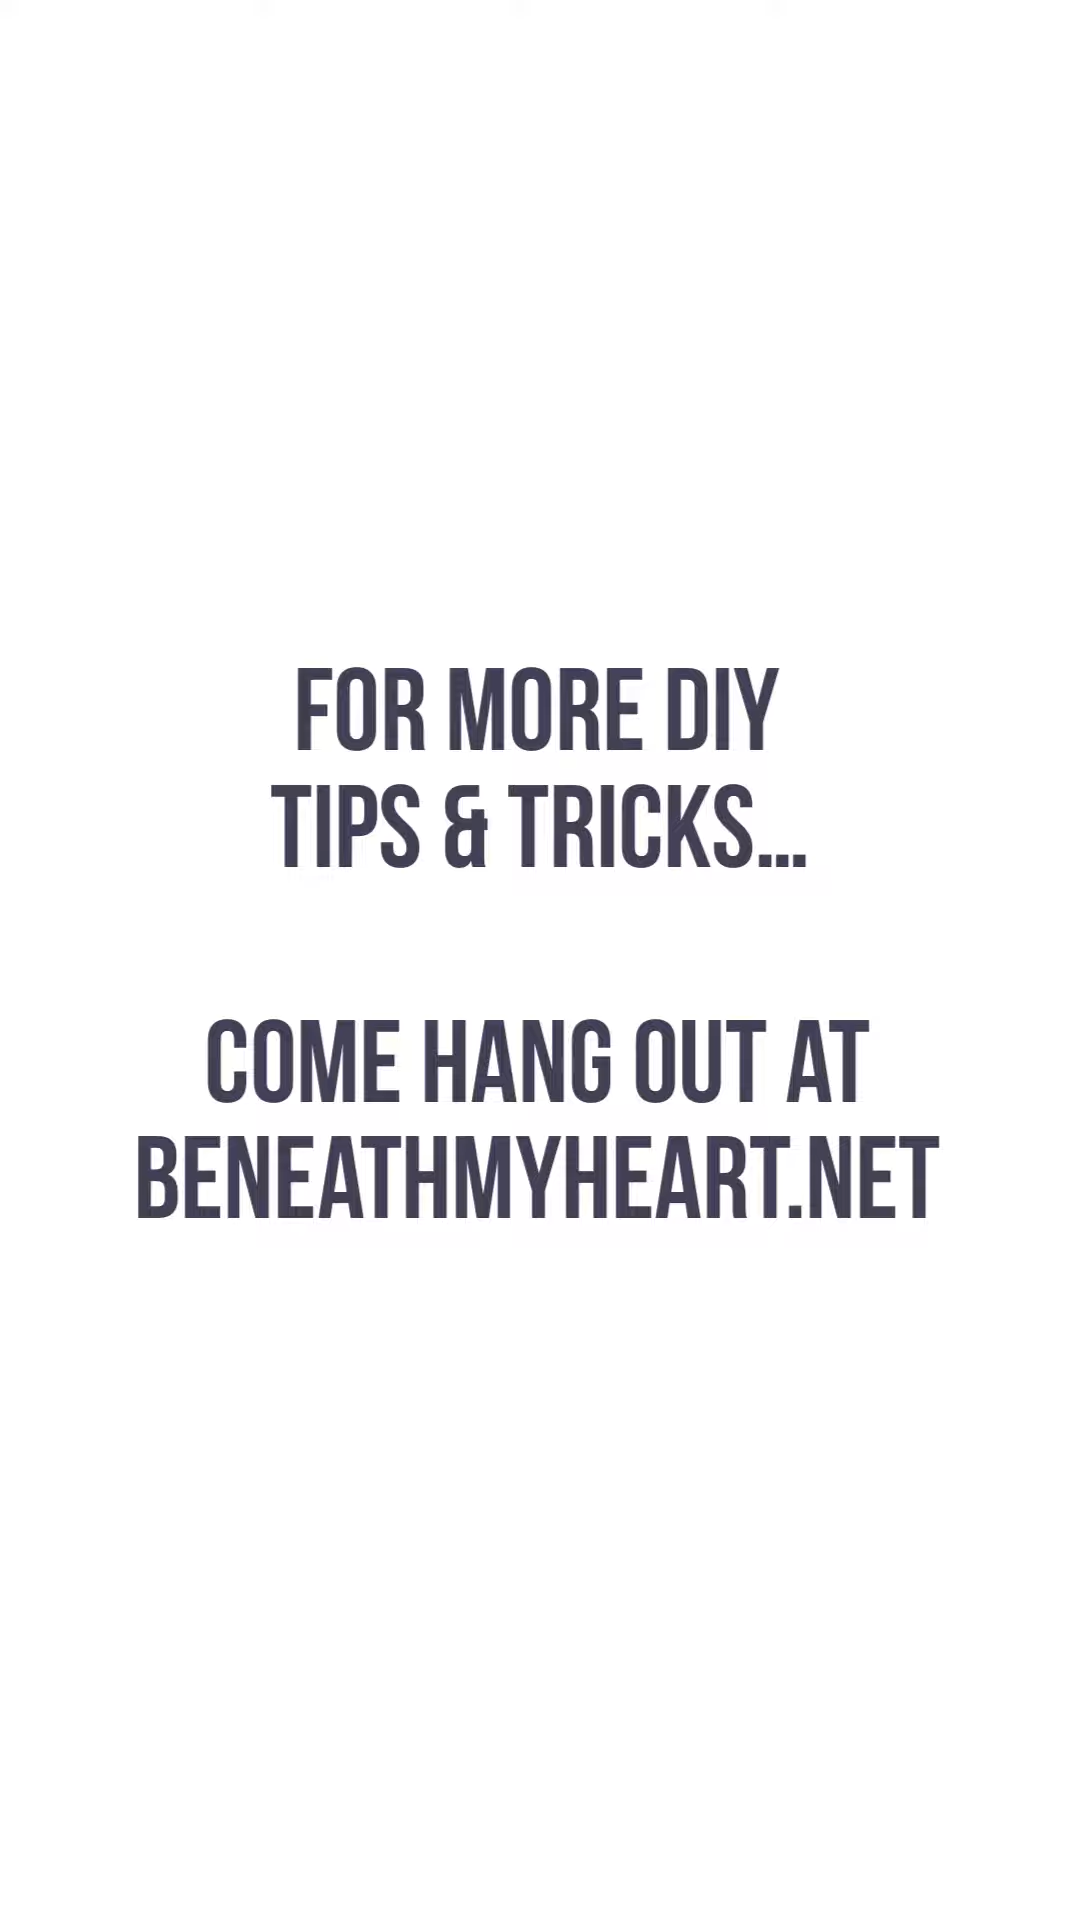 FOR MORE DIY
TIPS & TRICKS...
COME HANG OUT AT
BENEATHMYHEART.NET